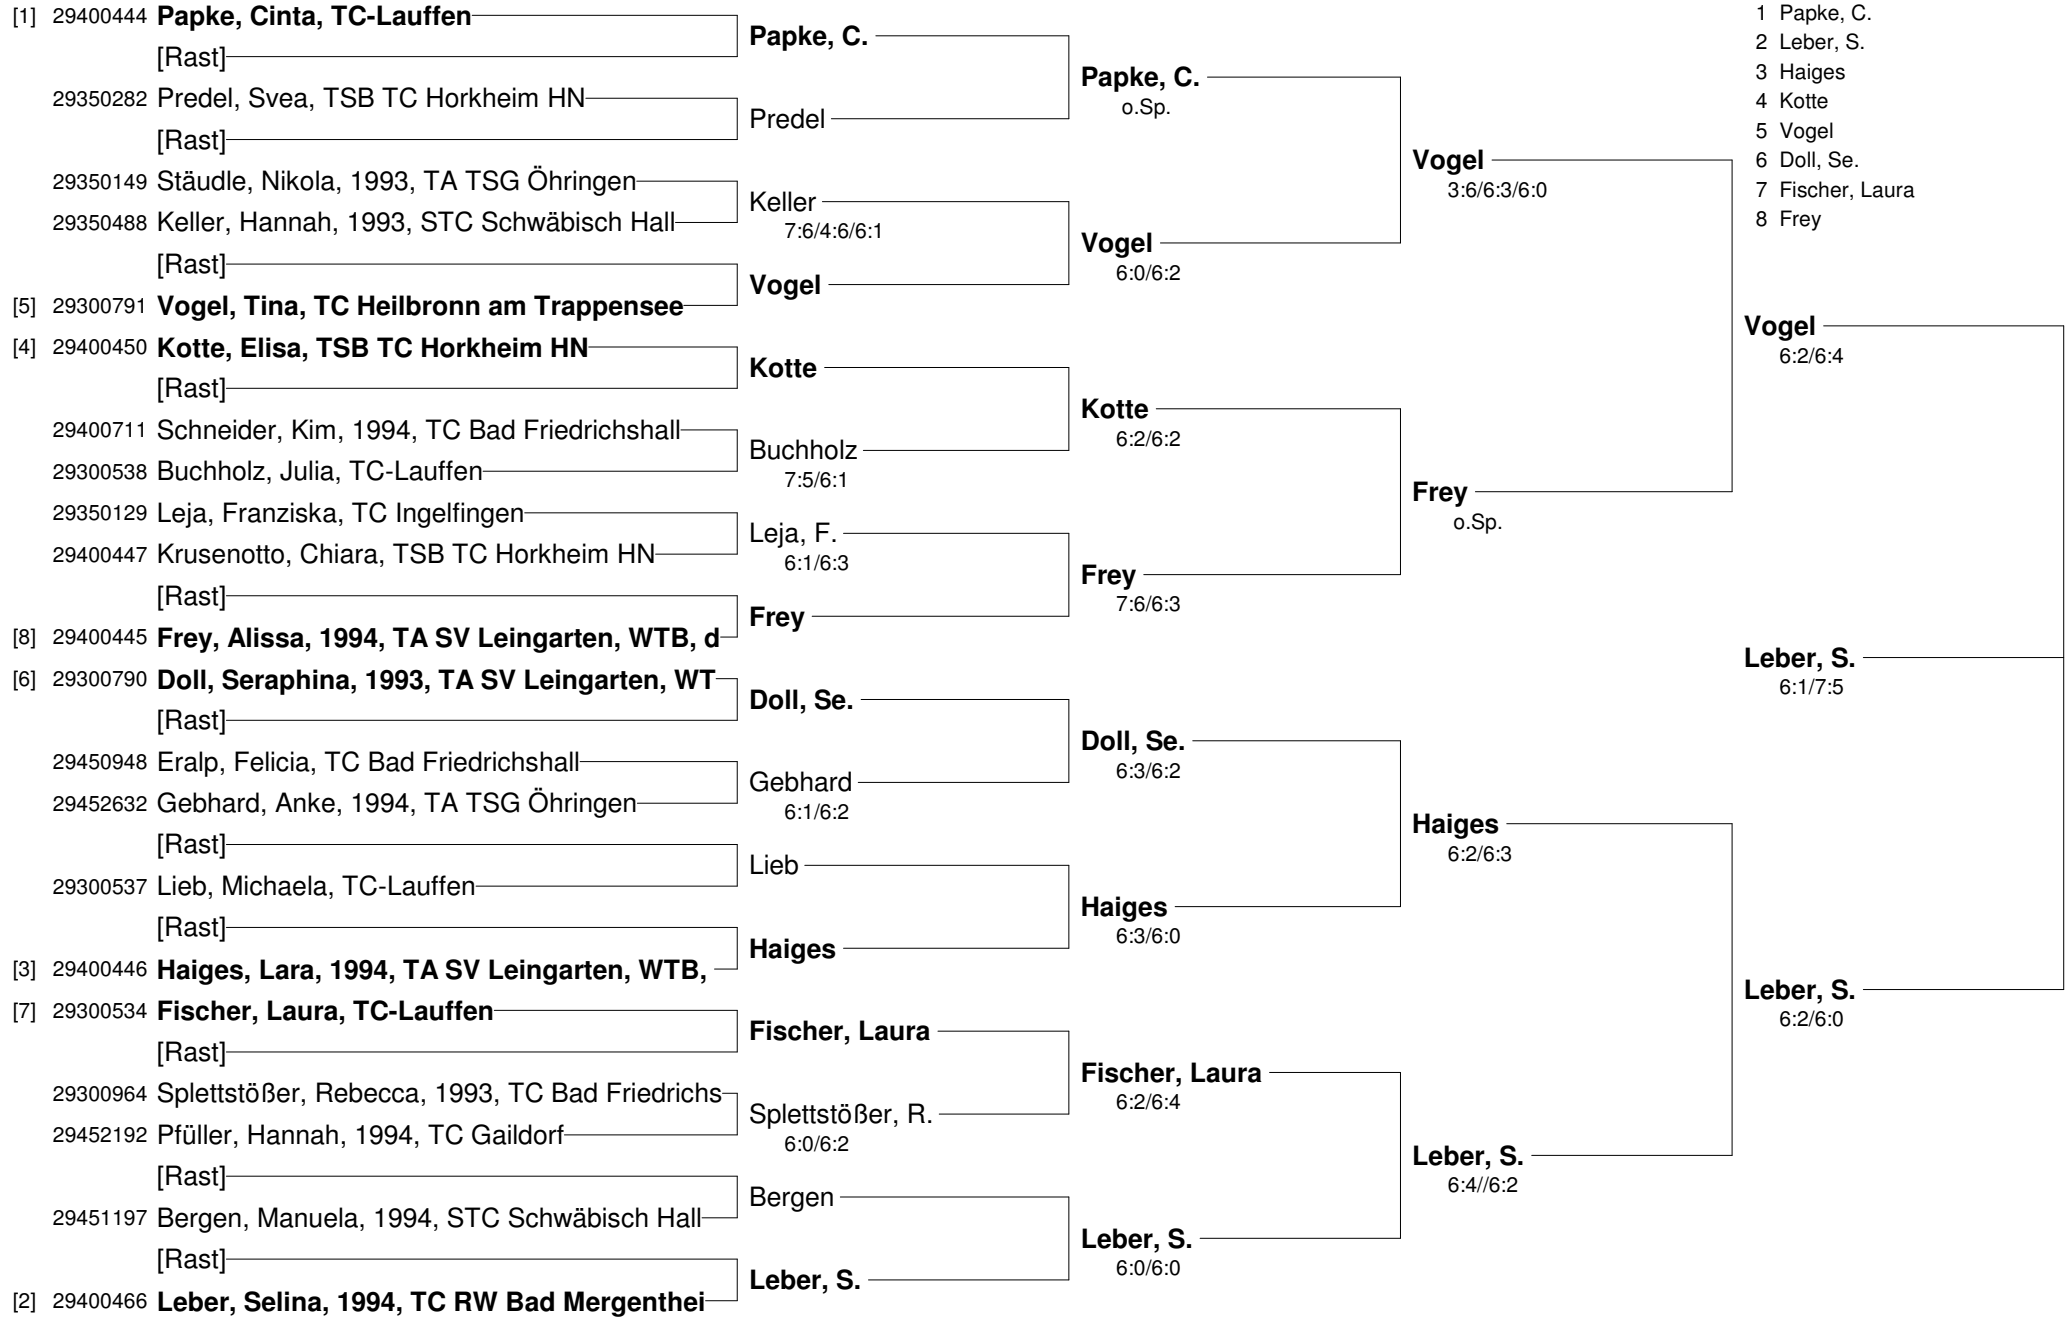 [1] 29400444 Papke, Cinta, TC-Lauffen
[Rast]
29350282 Predel, Svea, TSB TC Horkheim HN
[Rast]
29350149 Stäudle, Nikola, 1993, TA TSG Öhringen
29350488 Keller, Hannah, 1993, STC Schwäbisch Hall
[Rast]
[5] 29300791 Vogel, Tina, TC Heilbronn am Trappensee
[4] 29400450 Kotte, Elisa, TSB TC Horkheim HN
[Rast]
29400711 Schneider, Kim, 1994, TC Bad Friedrichshall
29300538 Buchholz, Julia, TC-Lauffen
29350129 Leja, Franziska, TC Ingelfingen
29400447 Krusenotto, Chiara, TSB TC Horkheim HN
[Rast]
[8] 29400445 Frey, Alissa, 1994, TA SV Leingarten, WTB, d
[6] 29300790 Doll, Seraphina, 1993, TA SV Leingarten, WT
[Rast]
29450948 Eralp, Felicia, TC Bad Friedrichshall
29452632 Gebhard, Anke, 1994, TA TSG Öhringen
[Rast]
29300537 Lieb, Michaela, TC-Lauffen
[Rast]
[3] 29400446 Haiges, Lara, 1994, TA SV Leingarten, WTB,
[7] 29300534 Fischer, Laura, TC-Lauffen
[Rast]
29300964 Splettstößer, Rebecca, 1993, TC Bad Friedrichs
29452192 Pfüller, Hannah, 1994, TC Gaildorf
[Rast]
29451197 Bergen, Manuela, 1994, STC Schwäbisch Hall
[Rast]
[2] 29400466 Leber, Selina, 1994, TC RW Bad Mergenthei
Papke, C.
Predel
Keller
7:6/4:6/6:1
Vogel
Kotte
Buchholz
7:5/6:1
Leja, F.
6:1/6:3
Frey
Doll, Se.
Gebhard
6:1/6:2
Lieb
Haiges
Fischer, Laura
Splettstößer, R.
6:0/6:2
Bergen
Leber, S.
Papke, C.
o.Sp.
Vogel
6:0/6:2
Kotte
6:2/6:2
Frey
7:6/6:3
Doll, Se.
6:3/6:2
Haiges
6:3/6:0
Fischer, Laura
6:2/6:4
Leber, S.
6:0/6:0
Vogel
3:6/6:3/6:0
Frey
o.Sp.
Haiges
6:2/6:3
Leber, S.
6:4//6:2
Vogel
6:2/6:4
Leber, S.
6:1/7:5
Leber, S.
6:2/6:0
1 Papke, C.
2 Leber, S.
3 Haiges
4 Kotte
5 Vogel
6 Doll, Se.
7 Fischer, Laura
8 Frey